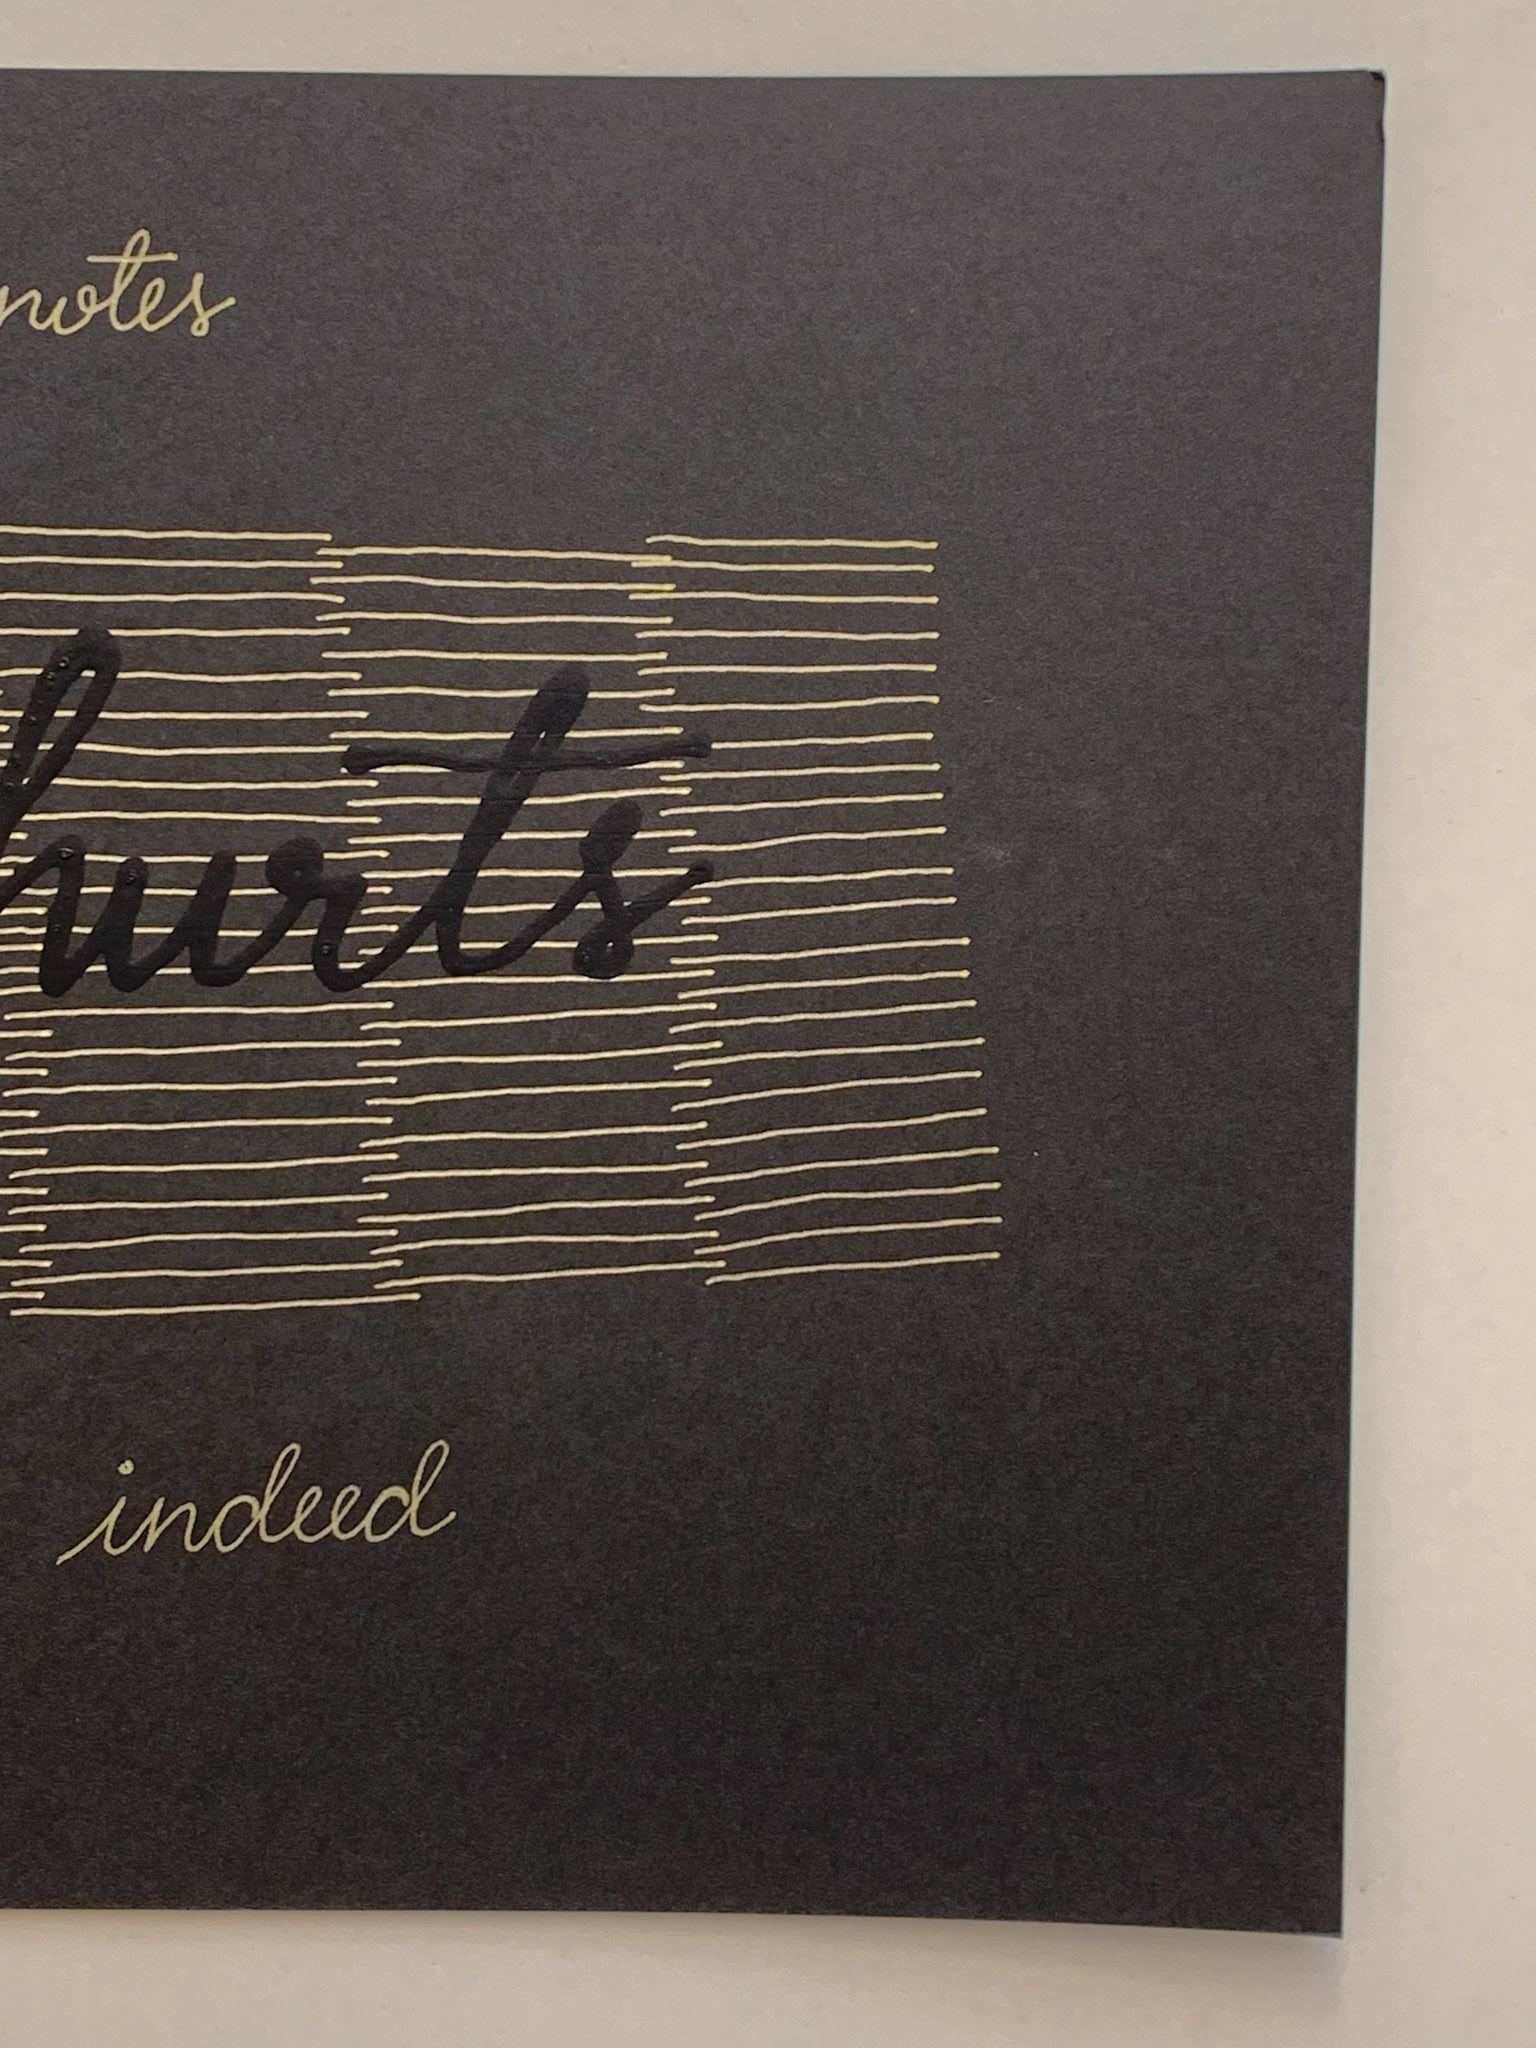 notes
hurts
indeed